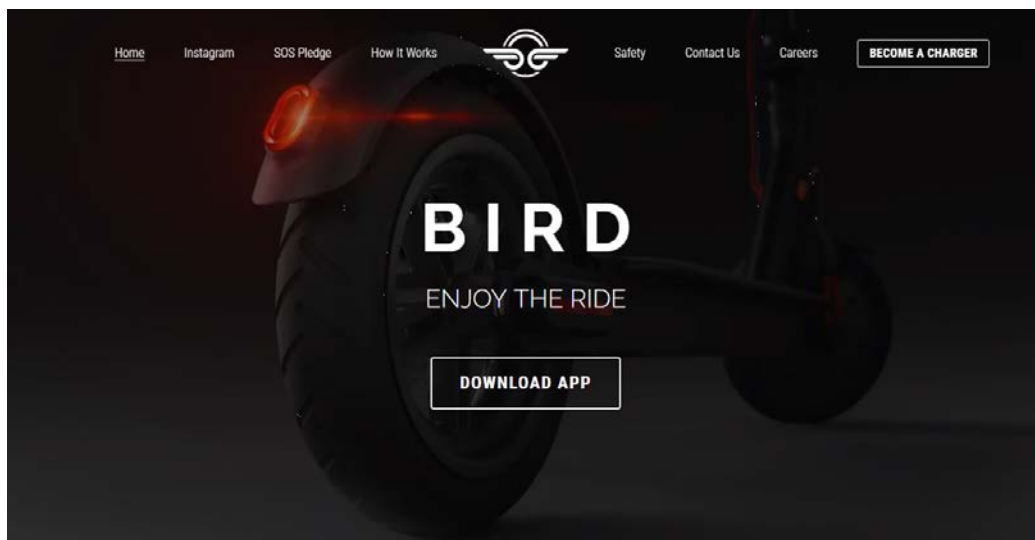 Home Instagram SOS Pledge How It Works Safety Contact Us Careers BECOME A CHARGER
BIRD
ENJOY THE RIDE
DOWNLOAD APP